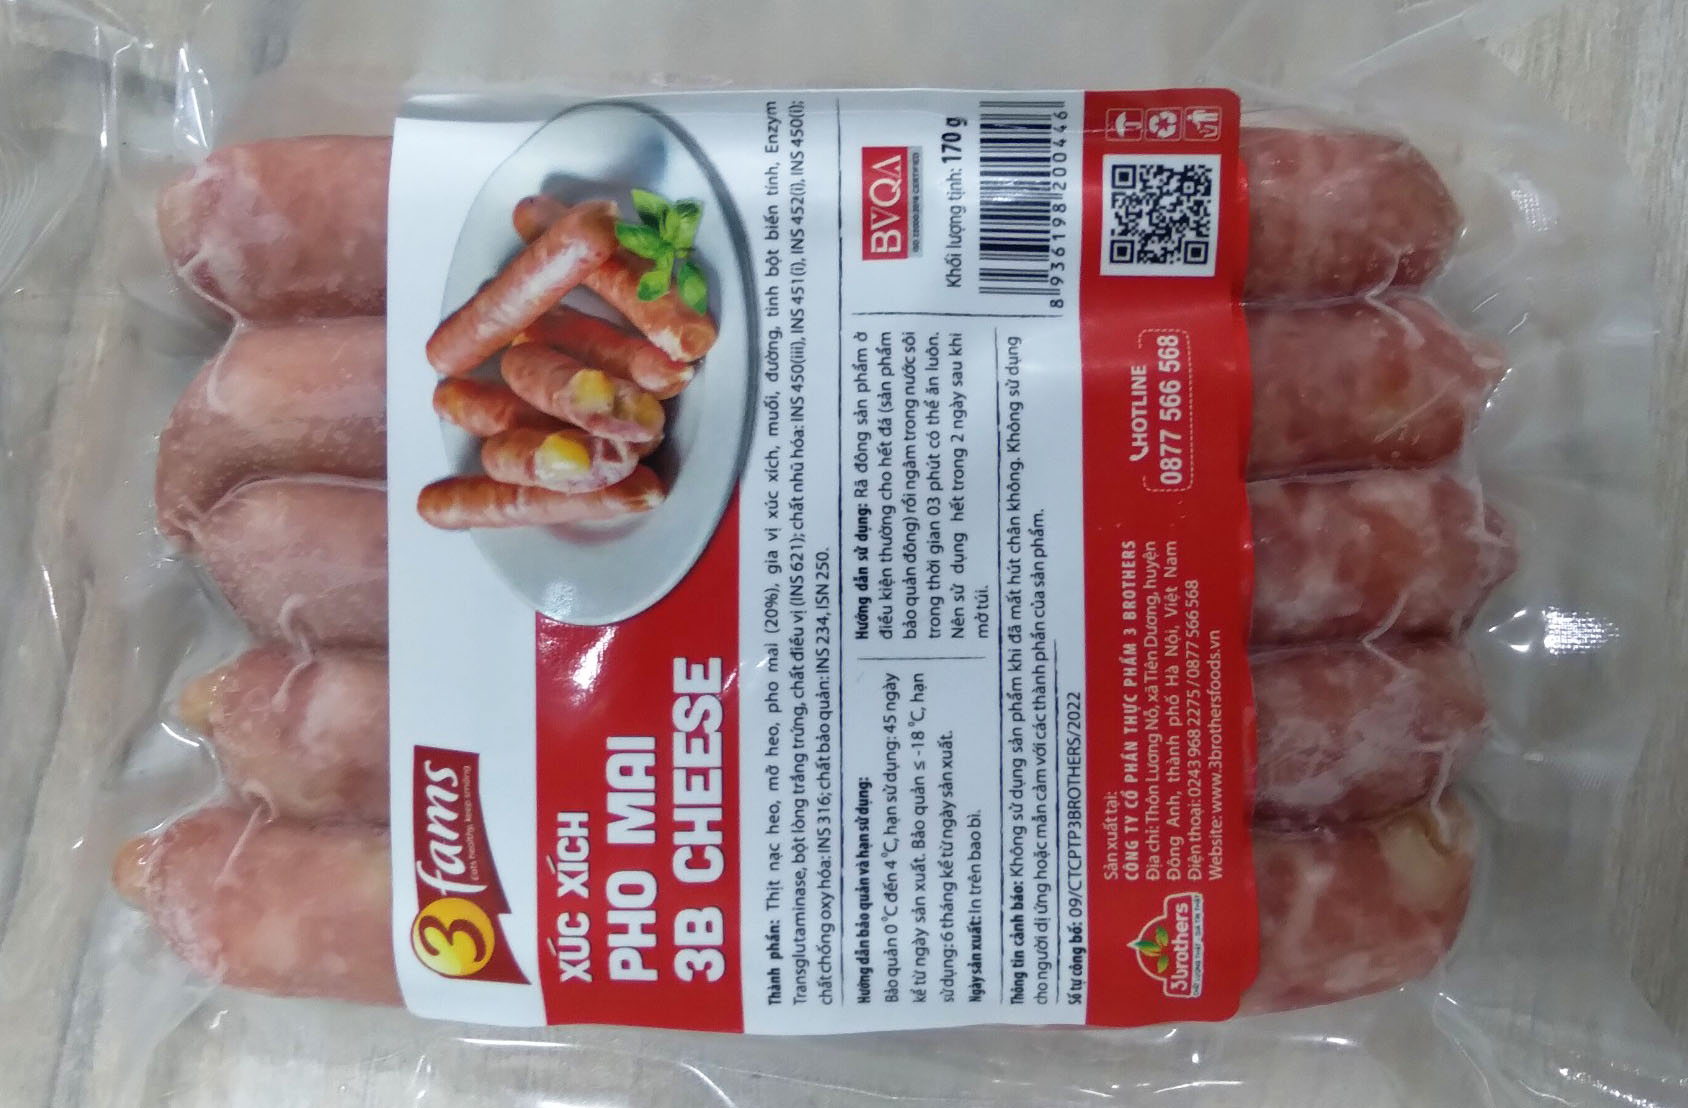 3
fams
Eats healthy, keep smiling
XÚC XÍCH
PHO MAI
3B CHEESE
Thành phần: Thịt nạc heo, mỡ heo, pho mai (20%), gia vị xúc xích, muối, đường, tinh bột biến tính, Enzym
Transglutaminase, bột lòng trắng trứng, chất điều vị (INS 621); chất nhũ hóa: INS 450(iii), INS 451(i), INS 452(i), INS 450(i);
chất chống oxy hóa: INS 316; chất bảo quản: INS 234, ISN 250.
Hướng dẫn bảo quản và hạn sử dụng:
Bảo quản 0 °C đến 4 °C, hạn sử dụng: 45 ngày
kể từ ngày sản xuất. Bảo quản ≤ -18 °C, hạn
sử dụng: 6 tháng kể từ ngày sản xuất.
Ngày sản xuất: In trên bao bì.
Hướng dẫn sử dụng: Rã đông sản phẩm ở
điều kiện thường cho hết đá (sản phẩm
bảo quản đông) rồi ngâm trong nước sôi
trong thời gian 03 phút có thể ăn luôn.
Nên sử dụng hết trong 2 ngày sau khi
mở túi.
BVQA
ISO 22000:2018 CERTIFIED
Khối lượng tịnh: 170 g
8 936198 200446
Thông tin cảnh báo: Không sử dụng sản phẩm khi đã mất hút chân không. Không sử dụng
cho người dị ứng hoặc mẫn cảm với các thành phần của sản phẩm.
Số tự công bố: 09/CTCPTP3BROTHERS/2022
3brothers
Sản xuất tại:
CÔNG TY CỔ PHẦN THỰC PHẨM 3 BROTHERS
Địa chỉ: Thôn Lương Nỗ, xã Tiên Dương, huyện
Đông Anh, thành phố Hà Nội, Việt Nam
Điện thoại: 0243 968 2275 / 0877 566 568
Website: www.3brothersfoods.vn
HOTLINE
0877 566 568